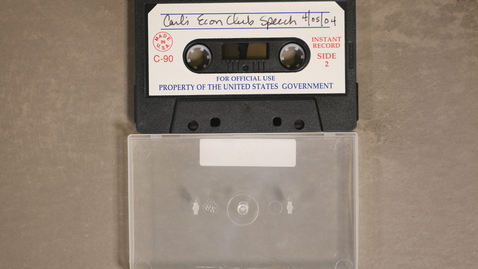 Carl's Econ Club Speech 4/05/04
MADE IN U.S.A.
C-90
INSTANT
RECORD
SIDE
2
FOR OFFICIAL USE
PROPERTY OF THE UNITED STATES GOVERNMENT